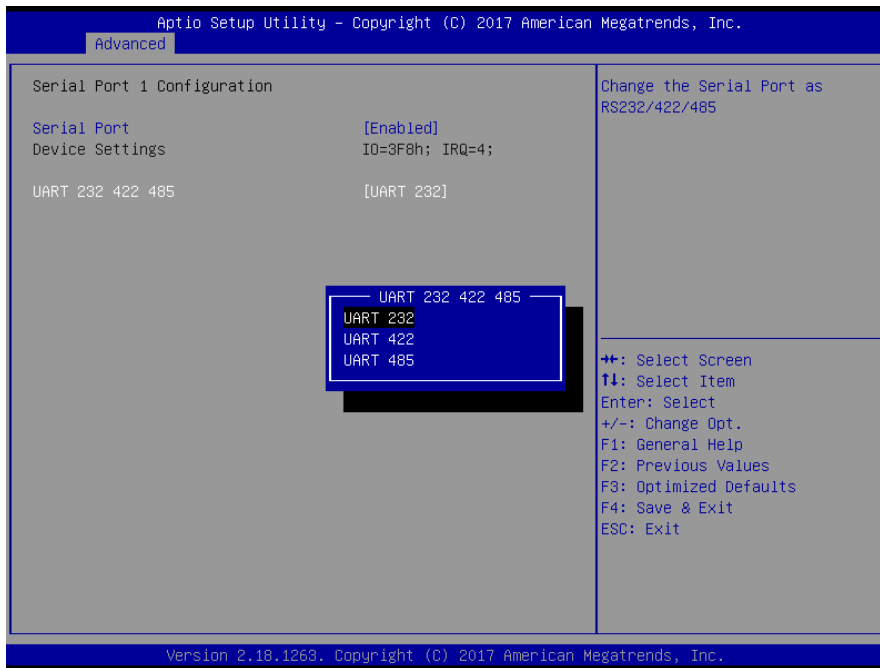 Aptio Setup Utility – Copyright (C) 2017 American Megatrends, Inc.
Advanced
Serial Port 1 Configuration
Serial Port [Enabled]
Device Settings IO=3F8h; IRQ=4;
UART 232 422 485 [UART 232]
UART 232 422 485
UART 232
UART 422
UART 485
Change the Serial Port as
RS232/422/485
→←: Select Screen
↑↓: Select Item
Enter: Select
+/-: Change Opt.
F1: General Help
F2: Previous Values
F3: Optimized Defaults
F4: Save & Exit
ESC: Exit
Version 2.18.1263. Copyright (C) 2017 American Megatrends, Inc.